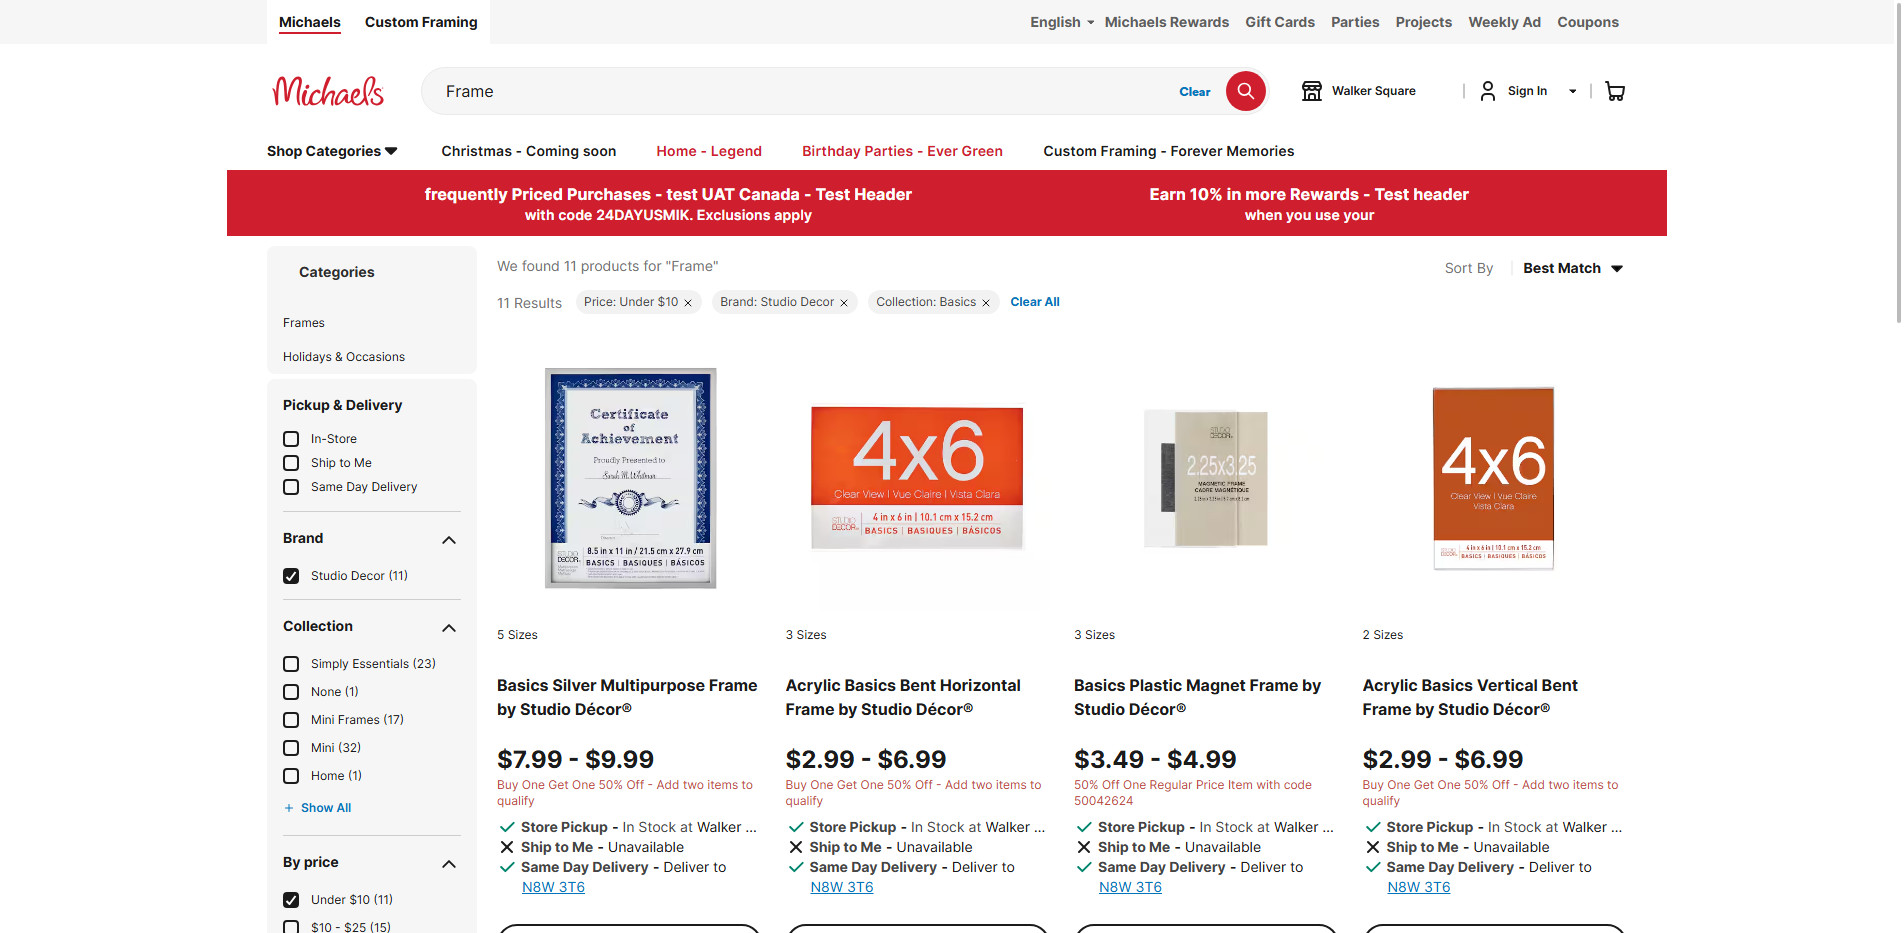 Michaels
Custom Framing
English
Michaels Rewards
Gift Cards
Parties
Projects
Weekly Ad
Coupons
Michaels
Frame
Clear
Walker Square
Sign In
Shop Categories
Christmas - Coming soon
Home - Legend
Birthday Parties - Ever Green
Custom Framing - Forever Memories
frequently Priced Purchases - test UAT Canada - Test Header
with code 24DAYUSMIK. Exclusions apply
Earn 10% in more Rewards - Test header
when you use your
Categories
Frames
Holidays & Occasions
Pickup & Delivery
In-Store
Ship to Me
Same Day Delivery
Brand
Studio Decor (11)
Collection
Simply Essentials (23)
None (1)
Mini Frames (17)
Mini (32)
Home (1)
+ Show All
By price
Under $10 (11)
$10 - $25 (15)
We found 11 products for "Frame"
Sort By
Best Match
11 Results
Price: Under $10
Brand: Studio Decor
Collection: Basics
Clear All
Certificate
of
Achievement
Proudly Presented to
Sarah M. Whitman
STUDIO
DECOR
8.5 in x 11 in / 21.5 cm x 27.9 cm
BASICS | BASIQUES | BÁSICOS
5 Sizes
Basics Silver Multipurpose Frame
by Studio Décor®
$7.99 - $9.99
Buy One Get One 50% Off - Add two items to
qualify
Store Pickup - In Stock at Walker ...
Ship to Me - Unavailable
Same Day Delivery - Deliver to
N8W 3T6
4x6
Clear View | Vue Claire | Vista Clara
STUDIO
DECOR
4 in x 6 in | 10.1 cm x 15.2 cm
BASICS | BASIQUES | BÁSICOS
3 Sizes
Acrylic Basics Bent Horizontal
Frame by Studio Décor®
$2.99 - $6.99
Buy One Get One 50% Off - Add two items to
qualify
Store Pickup - In Stock at Walker ...
Ship to Me - Unavailable
Same Day Delivery - Deliver to
N8W 3T6
STUDIO
DECOR
2.25x3.25
MAGNETIC FRAME
CADRE MAGNÉTIQUE
3 Sizes
Basics Plastic Magnet Frame by
Studio Décor®
$3.49 - $4.99
50% Off One Regular Price Item with code
50042624
Store Pickup - In Stock at Walker ...
Ship to Me - Unavailable
Same Day Delivery - Deliver to
N8W 3T6
4x6
Clear View | Vue Claire
Vista Clara
STUDIO
DECOR
4 in x 6 in | 10.1 cm x 15.2 cm
BASICS | BASIQUES | BÁSICOS
2 Sizes
Acrylic Basics Vertical Bent
Frame by Studio Décor®
$2.99 - $6.99
Buy One Get One 50% Off - Add two items to
qualify
Store Pickup - In Stock at Walker ...
Ship to Me - Unavailable
Same Day Delivery - Deliver to
N8W 3T6